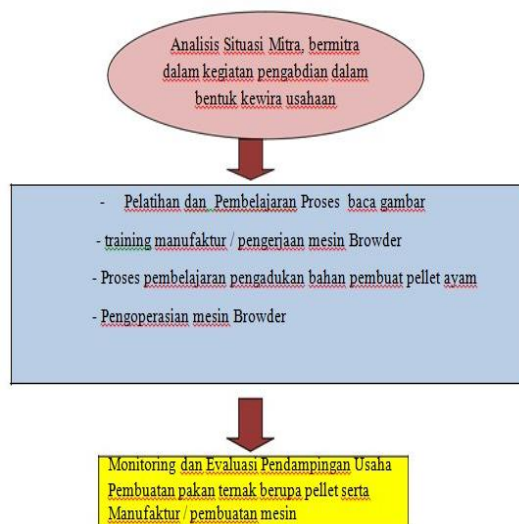 Analisis Situasi Mitra, bermitra
dalam kegiatan pengabdian dalam
bentuk kewira usahaan
- Pelatihan dan Pembelajaran Proses baca gambar
- training manufaktur / pengerjaan mesin Browder
- Proses pembelajaran pengadukan bahan pembuat pellet ayam
- Pengoperasian mesin Browder
Monitoring dan Evaluasi Pendampingan Usaha
Pembuatan pakan ternak berupa pellet serta
Manufaktur / pembuatan mesin